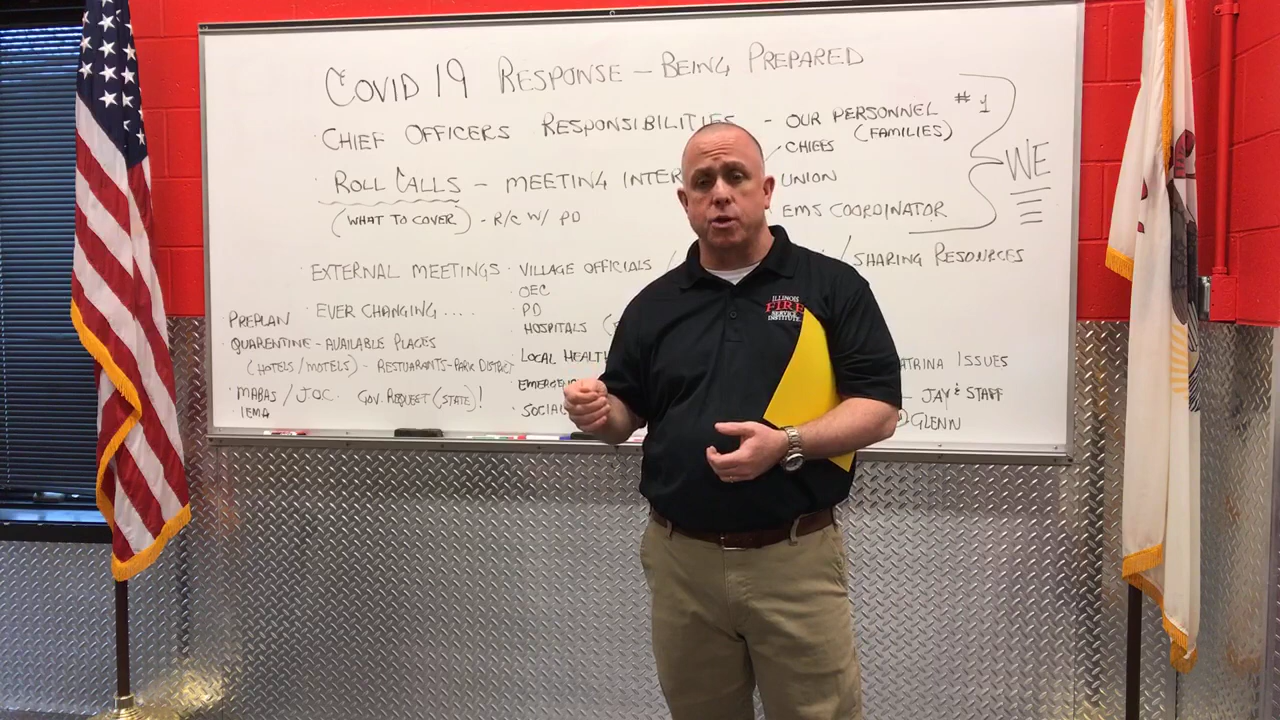 COVID 19 RESPONSE - BEING PREPARED
CHIEF OFFICERS RESPONSIBILITIES - OUR PERSONNEL #1
(FAMILIES)
CHIEFS
WE
ROLL CALLS - MEETING INTER UNION
(WHAT TO COVER) - R/C W/ PD EMS COORDINATOR
EXTERNAL MEETINGS · VILLAGE OFFICIALS / / SHARING RESOURCES
OEC
· EVER CHANGING .... · PD
PREPLAN HOSPITALS (
· QUARENTINE - AVAILABLE PLACES
· LOCAL HEALTH ATRINA ISSUES
(HOTELS/MOTELS) - RESTUARANTS - PARK DISTRICT
· EMERGEN - JAY & STAFF
· MABAS / JOC · GOV. REQUEST (STATE)!
· SOCIAL GLENN
IEMA
ILLINOIS
FIRE
SERVICE
INSTITUTE